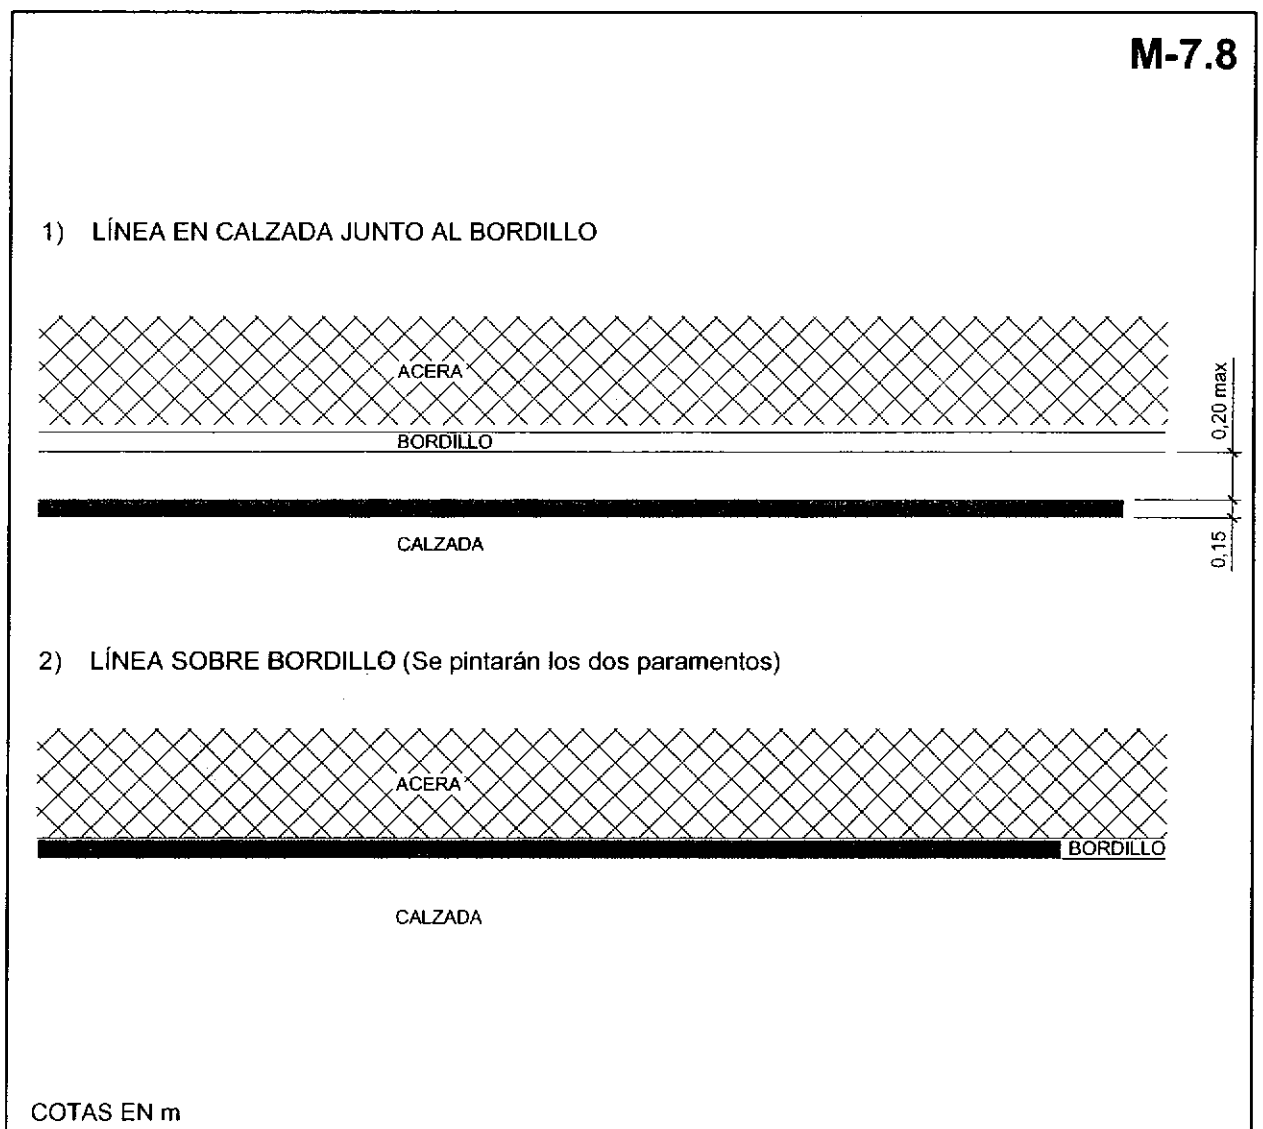 M-7.8
1) LÍNEA EN CALZADA JUNTO AL BORDILLO
ACERA
BORDILLO
0,20 max
CALZADA
0,15
2) LÍNEA SOBRE BORDILLO (Se pintarán los dos paramentos)
ACERA
BORDILLO
CALZADA
COTAS EN m